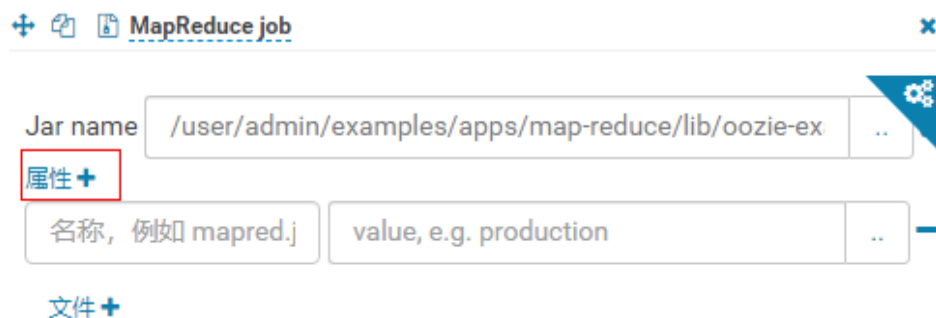 MapReduce job
Jar name /user/admin/examples/apps/map-reduce/lib/oozie-ex ..
属性
名称，例如 mapred.j value, e.g. production ..
文件